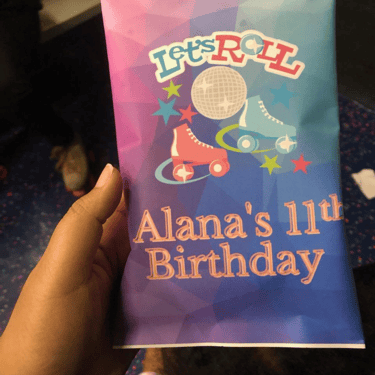 Let's ROLL
Alana's 11th
Birthday